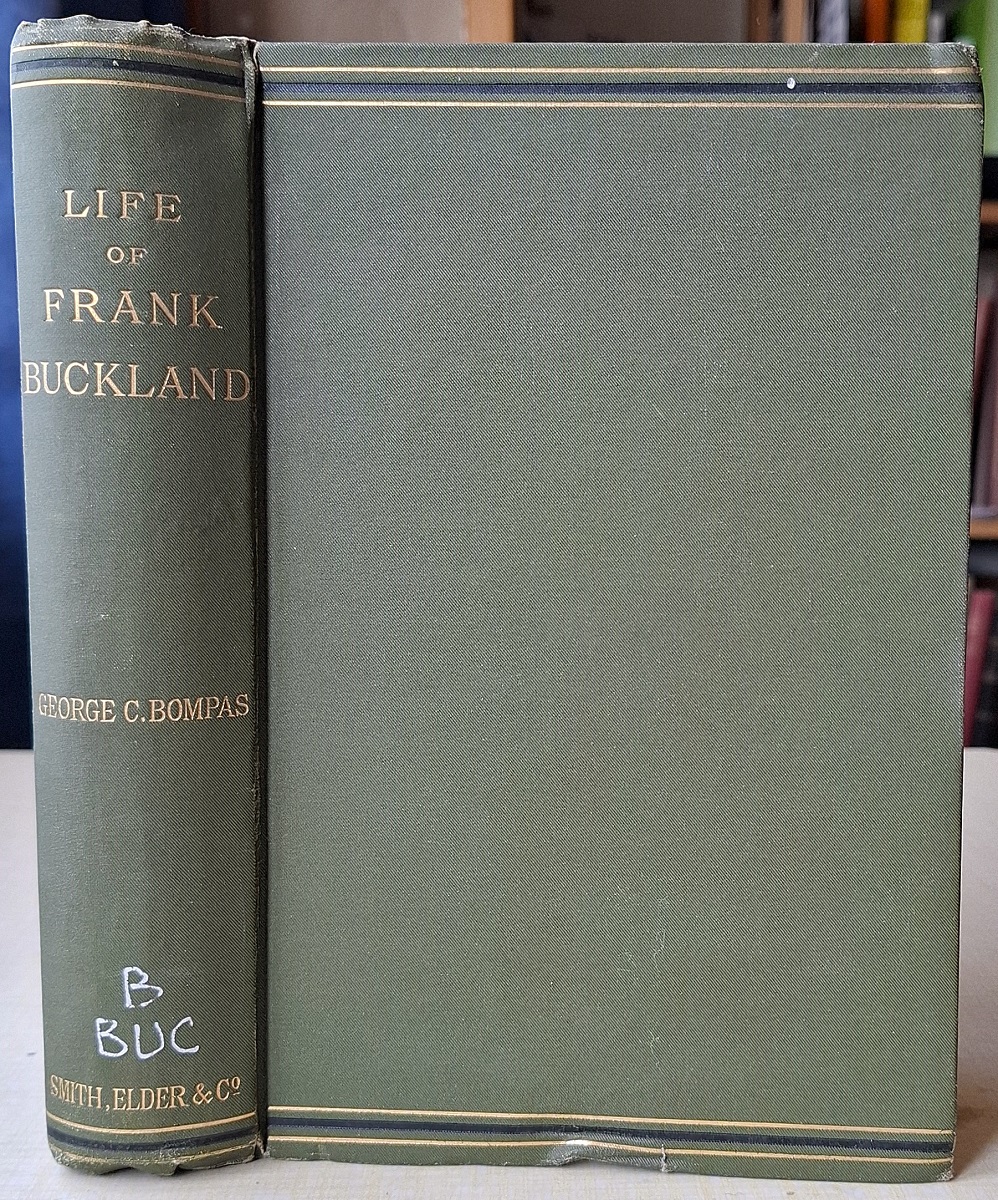 LIFE
OF
FRANK
BUCKLAND
GEORGE C. BOMPAS
B
BUC
SMITH, ELDER & Cº